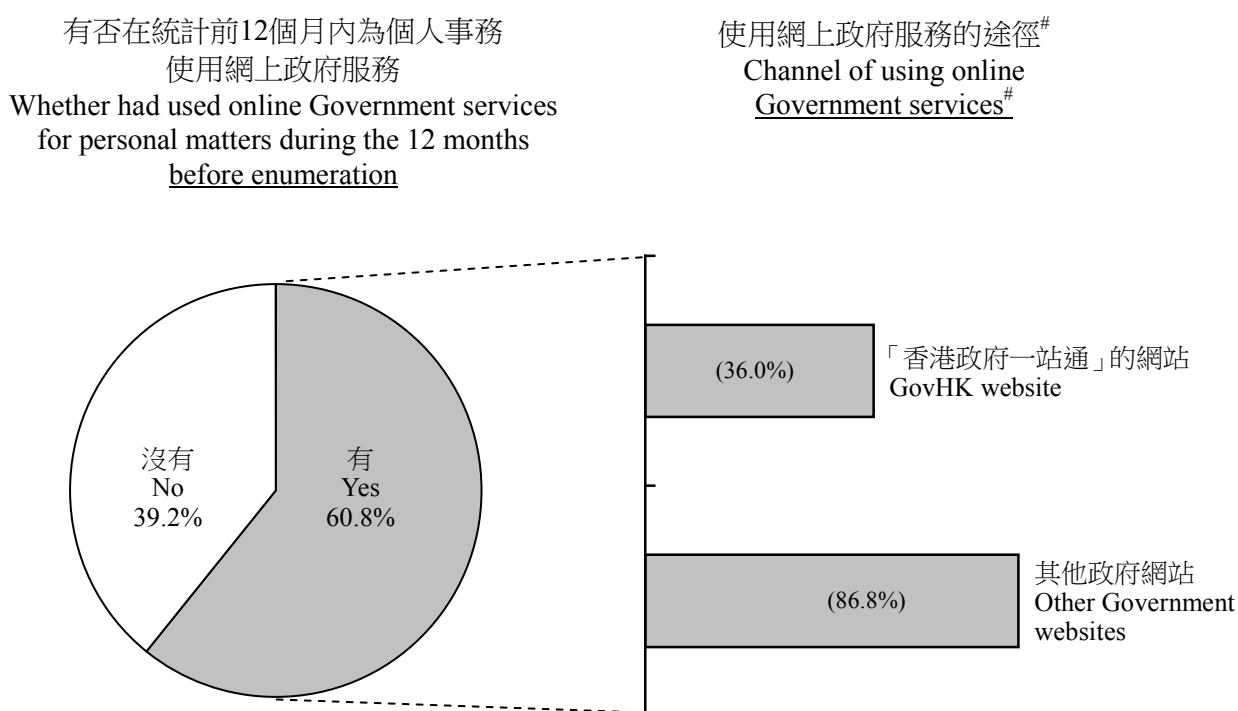 有否在統計前12個月內為個人事務
使用網上政府服務
Whether had used online Government services
for personal matters during the 12 months
before enumeration
使用網上政府服務的途徑#
Channel of using online
Government services#
沒有
No
39.2%
有
Yes
60.8%
(36.0%)
「香港政府一站通」的網站
GovHK website
(86.8%)
其他政府網站
Other Government
websites